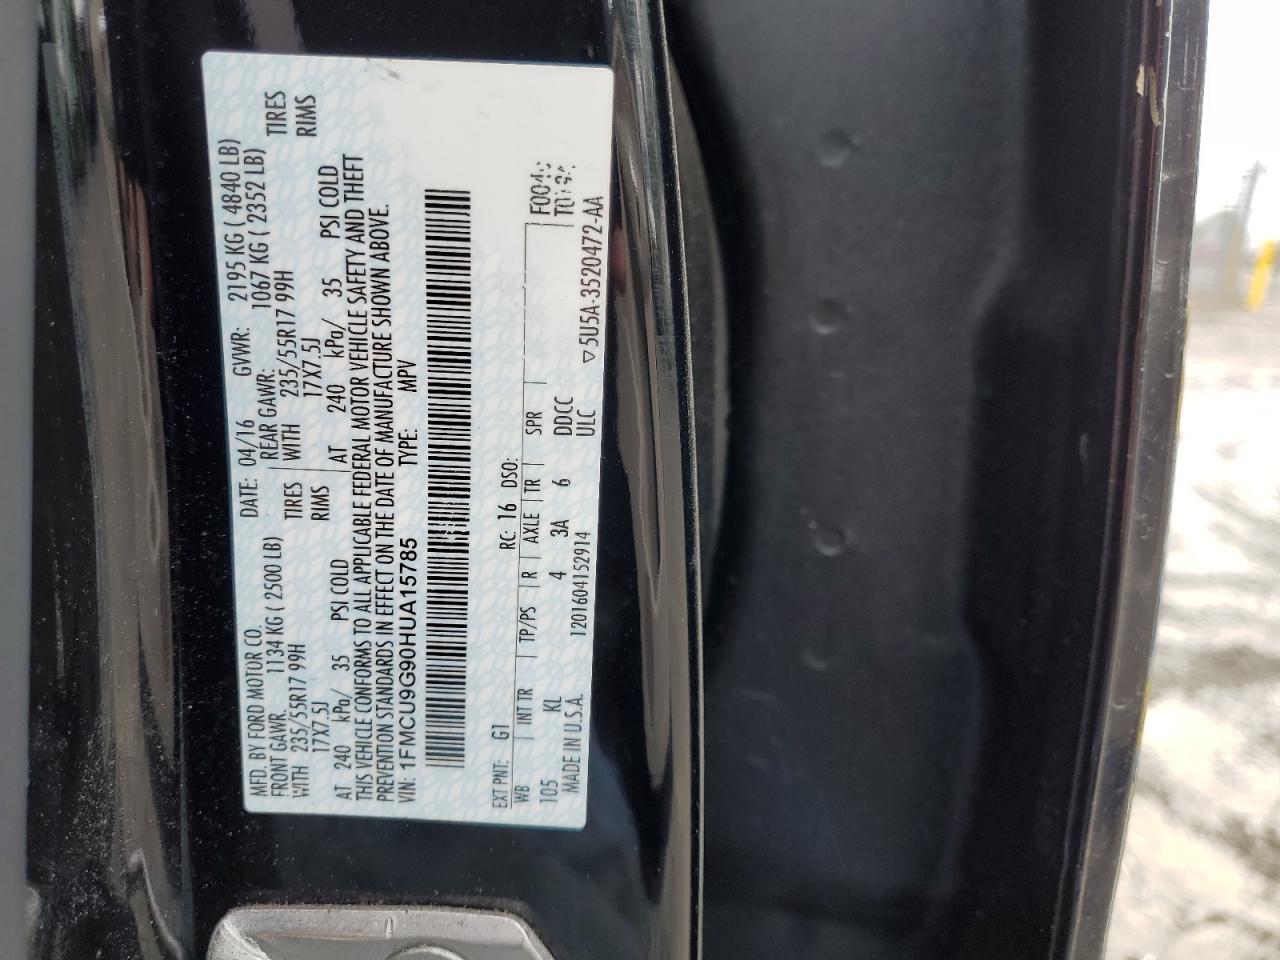 MFD. BY FORD MOTOR CO. DATE: 04/16 GVWR: 2195 KG ( 4840 LB)
FRONT GAWR: 1134 KG ( 2500 LB) REAR GAWR: 1067 KG ( 2352 LB)
WITH 235/55R17 99H TIRES WITH 235/55R17 99H TIRES
17X7.5J RIMS 17X7.5J RIMS
AT 240 kPa/ 35 PSI COLD AT 240 kPa/ 35 PSI COLD
THIS VEHICLE CONFORMS TO ALL APPLICABLE FEDERAL MOTOR VEHICLE SAFETY AND THEFT
PREVENTION STANDARDS IN EFFECT ON THE DATE OF MANUFACTURE SHOWN ABOVE.
VIN: 1FMCU9G90HUA15785 TYPE: MPV
EXT PNT: G1 RC: 16 DSO:
WB INT TR TP/PS R AXLE TR SPR
105 KL 4 3A 6 DDCC
MADE IN U.S.A. 1201604152914 ULC
▽5U5A-3520472-AA